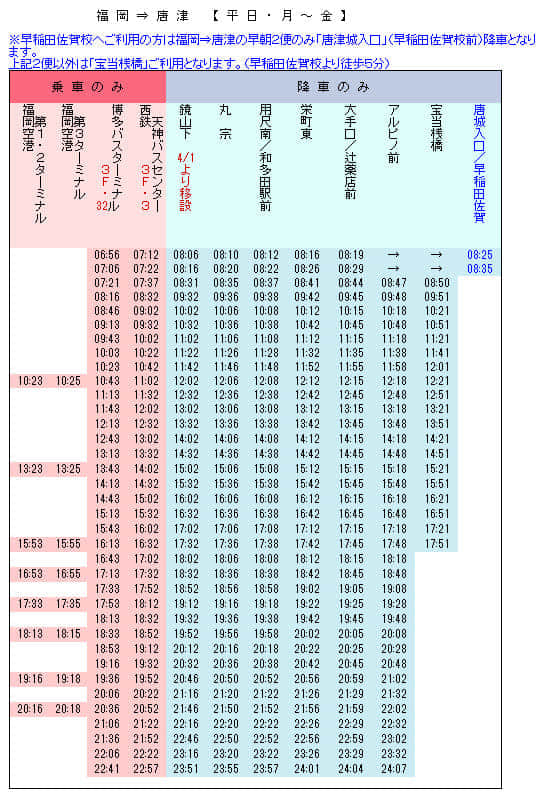 福岡⇒唐津 【平日・月～金】
※早稲田佐賀校へご利用の方は福岡⇒唐津の早朝2便のみ「唐津城入口」(早稲田佐賀校前)降車となり
ます。
上記2便以外は「宝当桟橋」ご利用となります。(早稲田佐賀校より徒歩5分)
乗車のみ 降車のみ
福岡空港 第1・2ターミナル
福岡空港 第3ターミナル
博多バスターミナル 3F・32
西鉄 天神バスセンター 3F・3
鏡山下 4/1より移設
丸宗
用尺南/和多田駅前
栄町東
大手口/辻薬店前
アルピノ前
宝当桟橋
唐城入口/早稲田佐賀
06:56 07:12 08:06 08:10 08:12 08:16 08:19 → → 08:25
07:06 07:22 08:16 08:20 08:22 08:26 08:29 → → 08:35
07:21 07:37 08:31 08:35 08:37 08:41 08:44 08:47 08:50
08:16 08:32 09:32 09:36 09:38 09:42 09:45 09:48 09:51
08:46 09:02 10:02 10:06 10:08 10:12 10:15 10:18 10:21
09:13 09:32 10:32 10:36 10:38 10:42 10:45 10:48 10:51
09:43 10:02 11:02 11:06 11:08 11:12 11:15 11:18 11:21
10:03 10:22 11:22 11:26 11:28 11:32 11:35 11:38 11:41
10:23 10:42 11:42 11:46 11:48 11:52 11:55 11:58 12:01
10:23 10:25 10:43 11:02 12:02 12:06 12:08 12:12 12:15 12:18 12:21
11:13 11:32 12:32 12:36 12:38 12:42 12:45 12:48 12:51
11:43 12:02 13:02 13:06 13:08 13:12 13:15 13:18 13:21
12:13 12:32 13:32 13:36 13:38 13:42 13:45 13:48 13:51
12:43 13:02 14:02 14:06 14:08 14:12 14:15 14:18 14:21
13:13 13:32 14:32 14:36 14:38 14:42 14:45 14:48 14:51
13:23 13:25 13:43 14:02 15:02 15:06 15:08 15:12 15:15 15:18 15:21
14:13 14:32 15:32 15:36 15:38 15:42 15:45 15:48 15:51
14:43 15:02 16:02 16:06 16:08 16:12 16:15 16:18 16:21
15:13 15:32 16:32 16:36 16:38 16:42 16:45 16:48 16:51
15:43 16:02 17:02 17:06 17:08 17:12 17:15 17:18 17:21
15:53 15:55 16:13 16:32 17:32 17:36 17:38 17:42 17:45 17:48 17:51
16:43 17:02 18:02 18:06 18:08 18:12 18:15 18:18
16:53 16:55 17:13 17:32 18:32 18:36 18:38 18:42 18:45 18:48
17:33 17:52 18:52 18:56 18:58 19:02 19:05 19:08
17:33 17:35 17:53 18:12 19:12 19:16 19:18 19:22 19:25 19:28
18:13 18:32 19:32 19:36 19:38 19:42 19:45 19:48
18:13 18:15 18:33 18:52 19:52 19:56 19:58 20:02 20:05 20:08
18:53 19:12 20:12 20:16 20:18 20:22 20:25 20:28
19:16 19:32 20:32 20:36 20:38 20:42 20:45 20:48
19:16 19:18 19:36 19:52 20:46 20:50 20:52 20:56 20:59 21:02
20:06 20:22 21:16 21:20 21:22 21:26 21:29 21:32
20:16 20:18 20:36 20:52 21:46 21:50 21:52 21:56 21:59 22:02
21:06 21:22 22:16 22:20 22:22 22:26 22:29 22:32
21:36 21:52 22:46 22:50 22:52 22:56 22:59 23:02
22:06 22:22 23:16 23:20 23:22 23:26 23:29 23:32
22:41 22:57 23:51 23:55 23:57 24:01 24:04 24:07